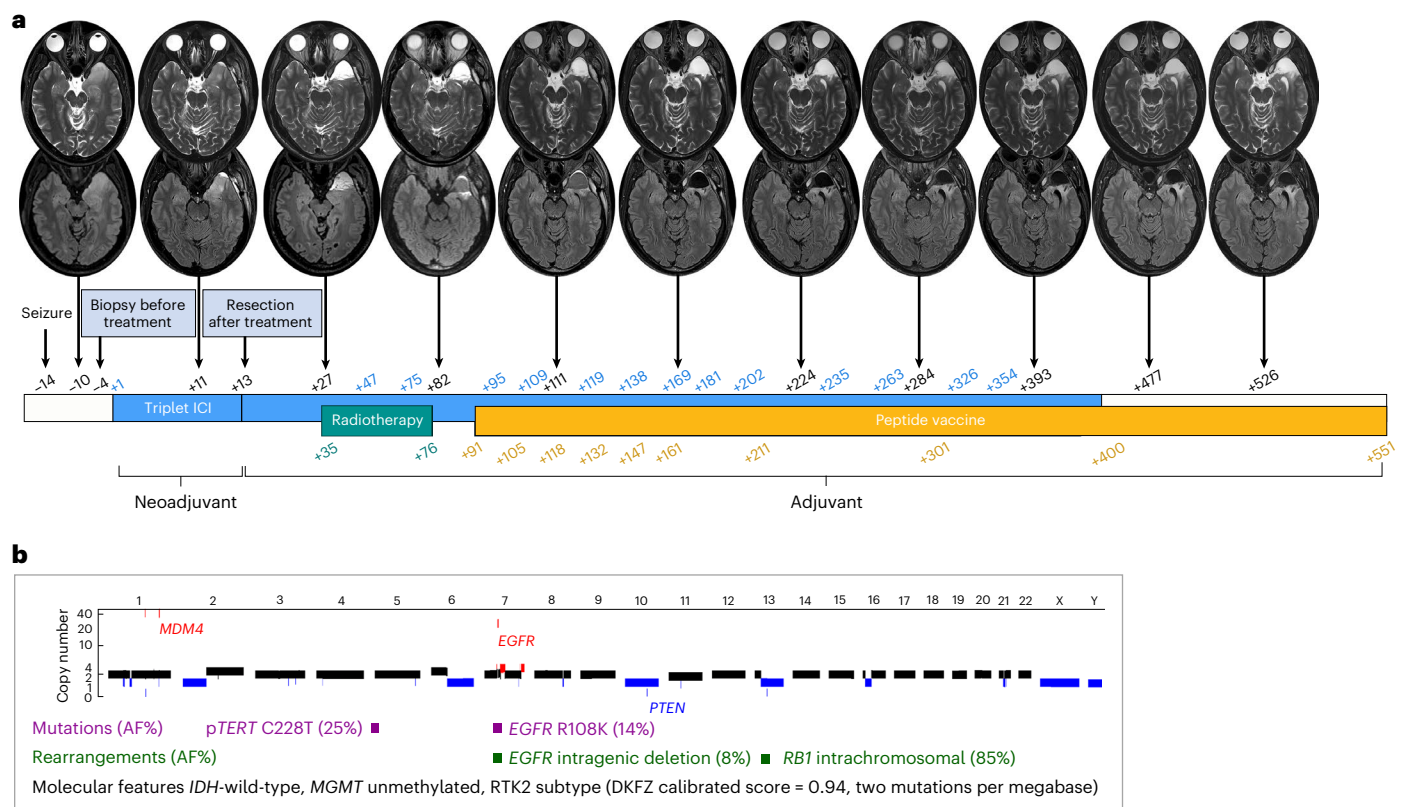 a
Seizure
Biopsy before
treatment
Resection
after treatment
–14
–10
–4
+1
+11
+13
+27
+47
+75
+82
+95
+109
+111
+119
+138
+169
+181
+202
+224
+235
+263
+284
+326
+354
+393
+477
+526
Triplet ICI
Radiotherapy
Peptide vaccine
+35
+76
+91
+105
+118
+132
+147
+161
+211
+301
+400
+551
Neoadjuvant
Adjuvant
b
1 2 3 4 5 6 7 8 9 10 11 12 13 14 15 16 17 18 19 20 21 22 X Y
Copy number
40
20
10
4
2
1
0
MDM4
EGFR
PTEN
Mutations (AF%) pTERT C228T (25%) EGFR R108K (14%)
Rearrangements (AF%) EGFR intragenic deletion (8%) RB1 intrachromosomal (85%)
Molecular features IDH-wild-type, MGMT unmethylated, RTK2 subtype (DKFZ calibrated score = 0.94, two mutations per megabase)